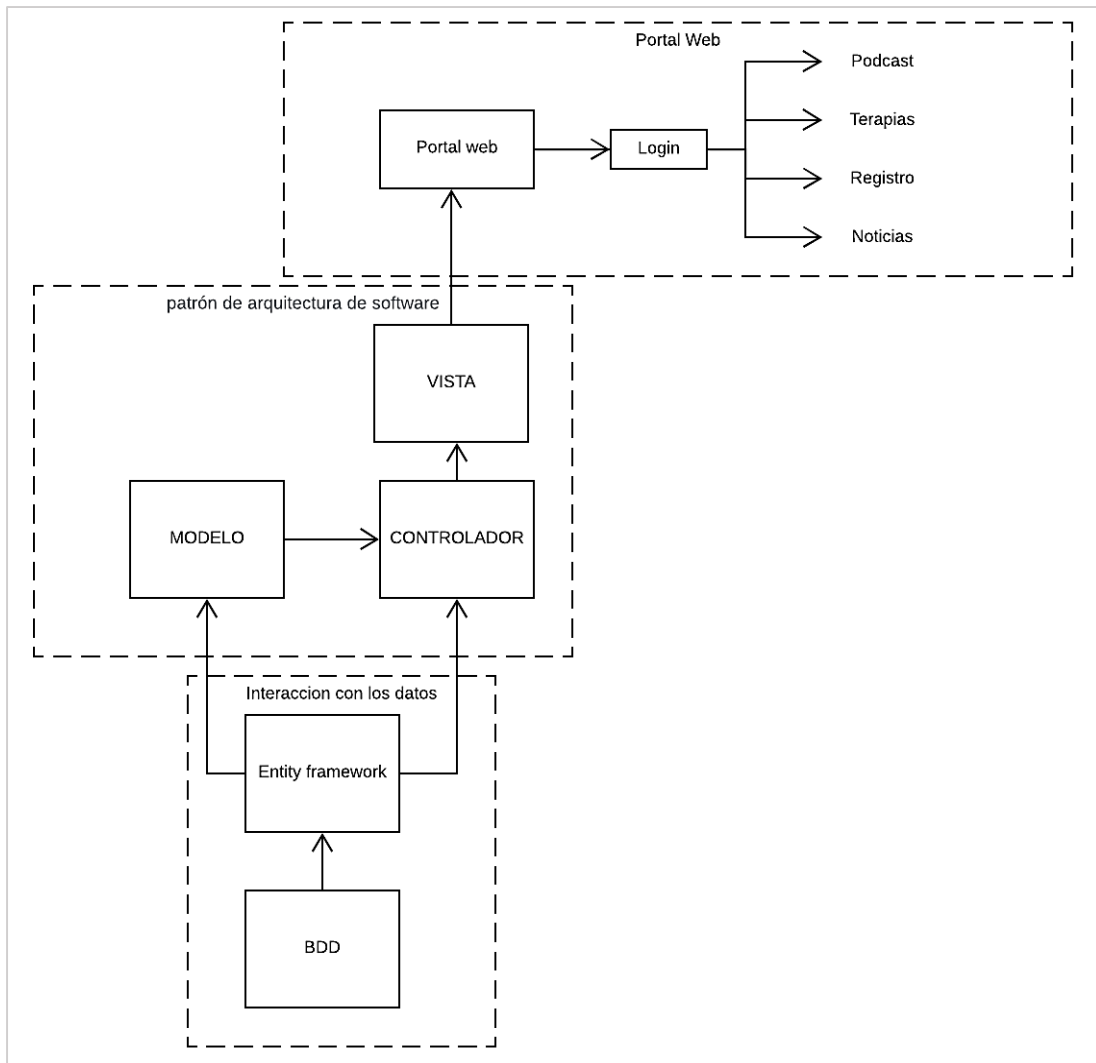 Portal Web
Podcast
Portal web
Login
Terapias
Registro
Noticias
patrón de arquitectura de software
VISTA
MODELO
CONTROLADOR
Interaccion con los datos
Entity framework
BDD